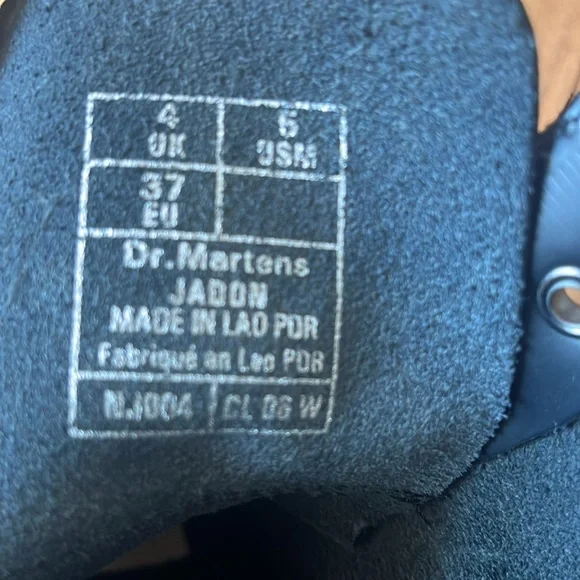 4 5
UK USM
37
EU
Dr.Martens
JADON
MADE IN LAO PDR
Fabriqué en Lao PDR
CL 06 W